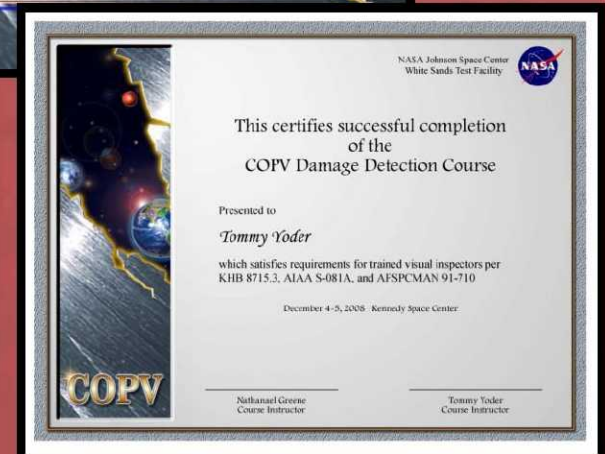 NASA Johnson Space Center
White Sands Test Facility
NASA
This certifies successful completion
of the
COPV Damage Detection Course
Presented to
Tommy Yoder
which satisfies requirements for trained visual inspectors per
KHB 8715.3, AIAA S-081A, and AFSPCMAN 91-710
December 4-5, 2008 Kennedy Space Center
COPV
Nathanael Greene
Course Instructor
Tommy Yoder
Course Instructor